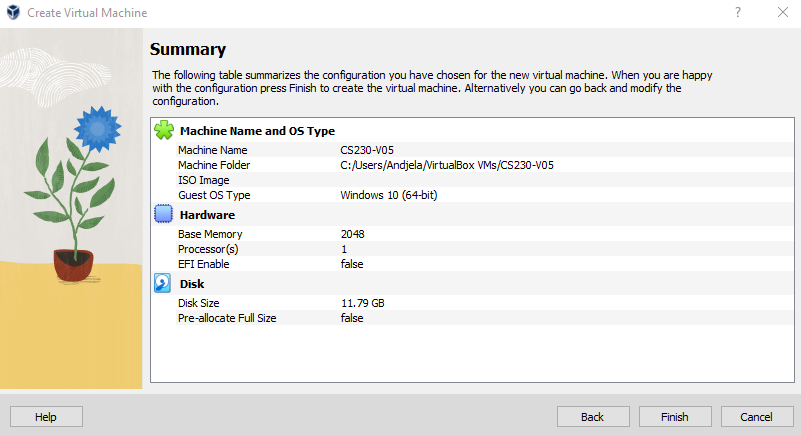 Create Virtual Machine
?
Summary
The following table summarizes the configuration you have chosen for the new virtual machine. When you are happy
with the configuration press Finish to create the virtual machine. Alternatively you can go back and modify the
configuration.
Machine Name and OS Type
Machine Name CS230-V05
Machine Folder C:/Users/Andjela/VirtualBox VMs/CS230-V05
ISO Image
Guest OS Type Windows 10 (64-bit)
Hardware
Base Memory 2048
Processor(s) 1
EFI Enable false
Disk
Disk Size 11.79 GB
Pre-allocate Full Size false
Help Back Finish Cancel